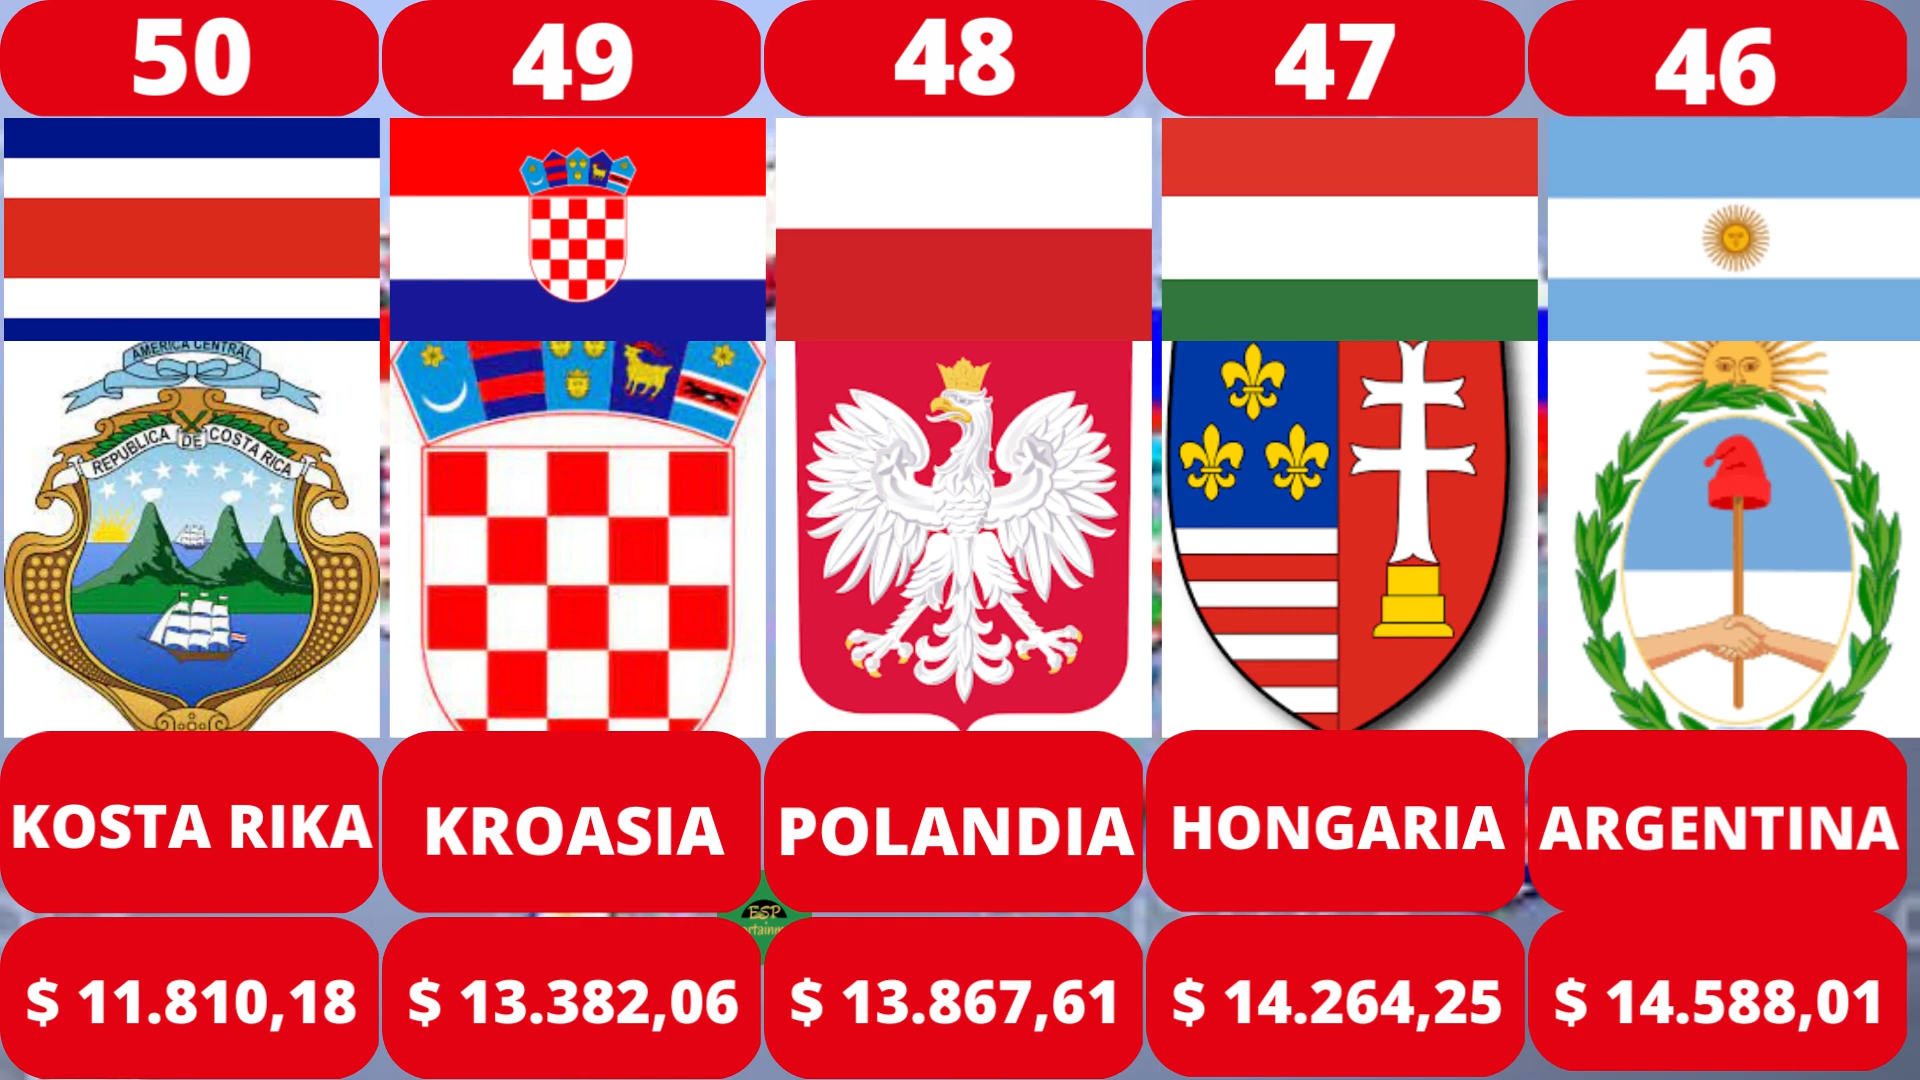 50 49 48 47 46
AMERICA CENTRAL
REPUBLICA DE COSTA RICA
KOSTA RIKA KROASIA POLANDIA HONGARIA ARGENTINA
ESP
$ 11.810,18 $ 13.382,06 $ 13.867,61 $ 14.264,25 $ 14.588,01